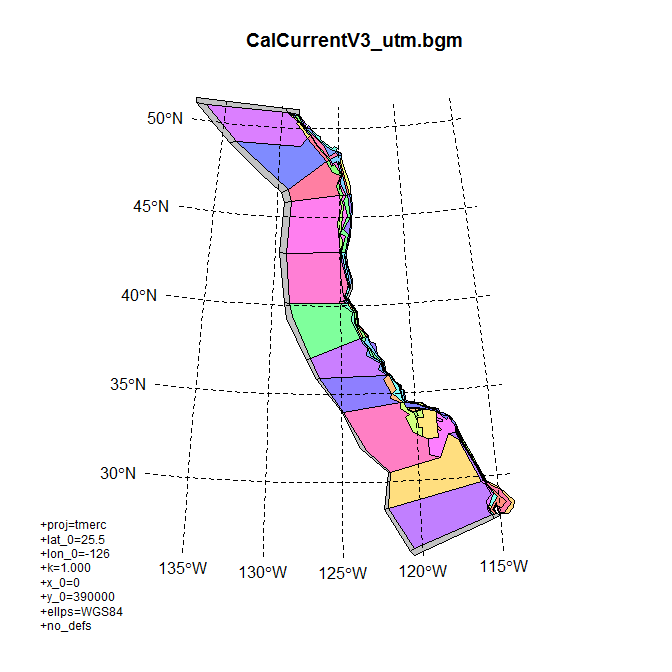 CalCurrentV3_utm.bgm
50°N
45°N
40°N
35°N
30°N
+proj=tmerc
+lat_0=25.5
+lon_0=-126
+k=1.000
+x_0=0
+y_0=390000
+ellps=WGS84
+no_defs
135°W
130°W
125°W
120°W
115°W